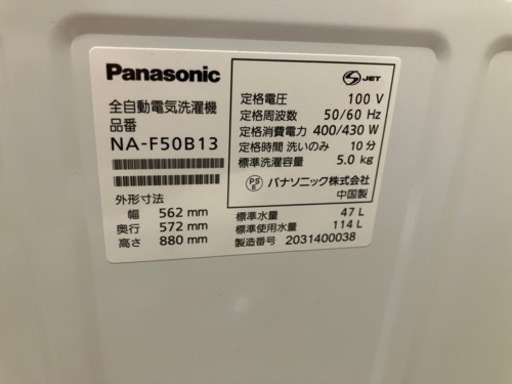 Panasonic
全自動電気洗濯機
品番
NA-F50B13
外形寸法
幅 562 mm
奥行 572 mm
高さ 880 mm
S JET
定格電圧 100 V
定格周波数 50/60 Hz
定格消費電力 400/430 W
定格時間 洗いのみ 10分
標準洗濯容量 5.0 kg
PS E パナソニック株式会社
中国製
標準水量 47 L
標準使用水量 114 L
製造番号 2031400038